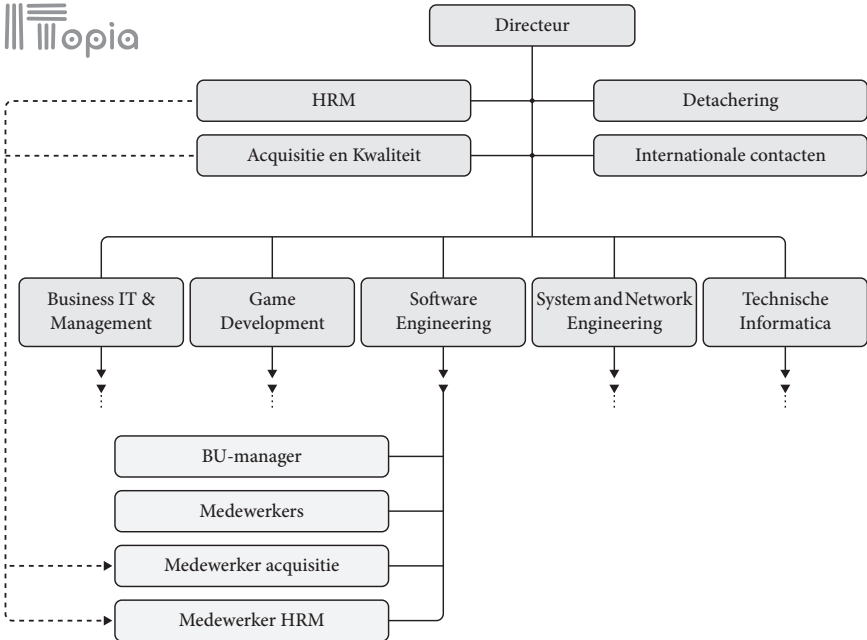 ITopia
Directeur
HRM
Detachering
Acquisitie en Kwaliteit
Internationale contacten
Business IT &
Management
Game
Development
Software
Engineering
System and Network
Engineering
Technische
Informatica
BU-manager
Medewerkers
Medewerker acquisitie
Medewerker HRM